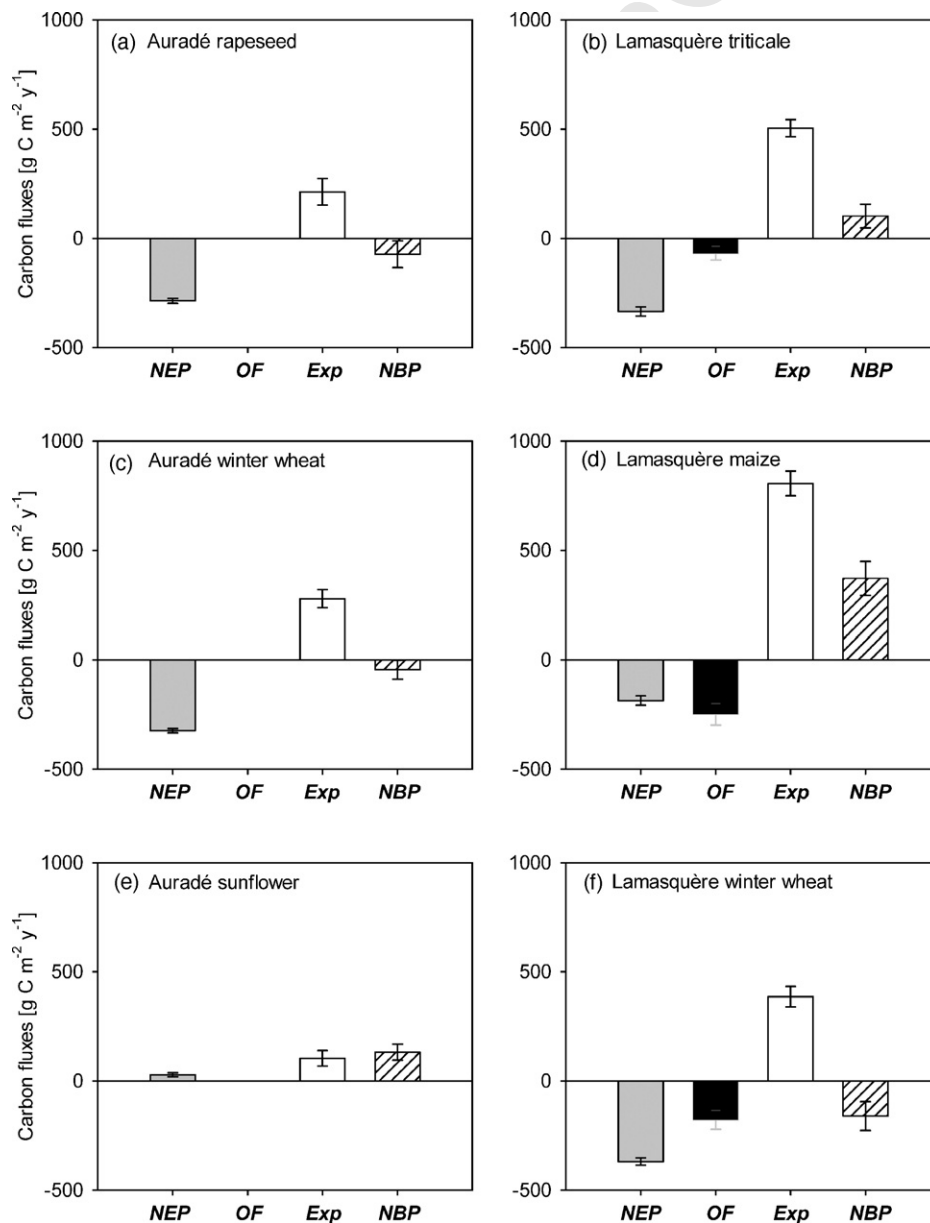 (a) Auradé rapeseed
(b) Lamasquère triticale
Carbon fluxes [g C m⁻² y⁻¹]
1000
500
0
-500
1000
500
0
-500
NEP OF Exp NBP
NEP OF Exp NBP
(c) Auradé winter wheat
(d) Lamasquère maize
Carbon fluxes [g C m⁻² y⁻¹]
1000
500
0
-500
1000
500
0
-500
NEP OF Exp NBP
NEP OF Exp NBP
(e) Auradé sunflower
(f) Lamasquère winter wheat
Carbon fluxes [g C m⁻² y⁻¹]
1000
500
0
-500
1000
500
0
-500
NEP OF Exp NBP
NEP OF Exp NBP